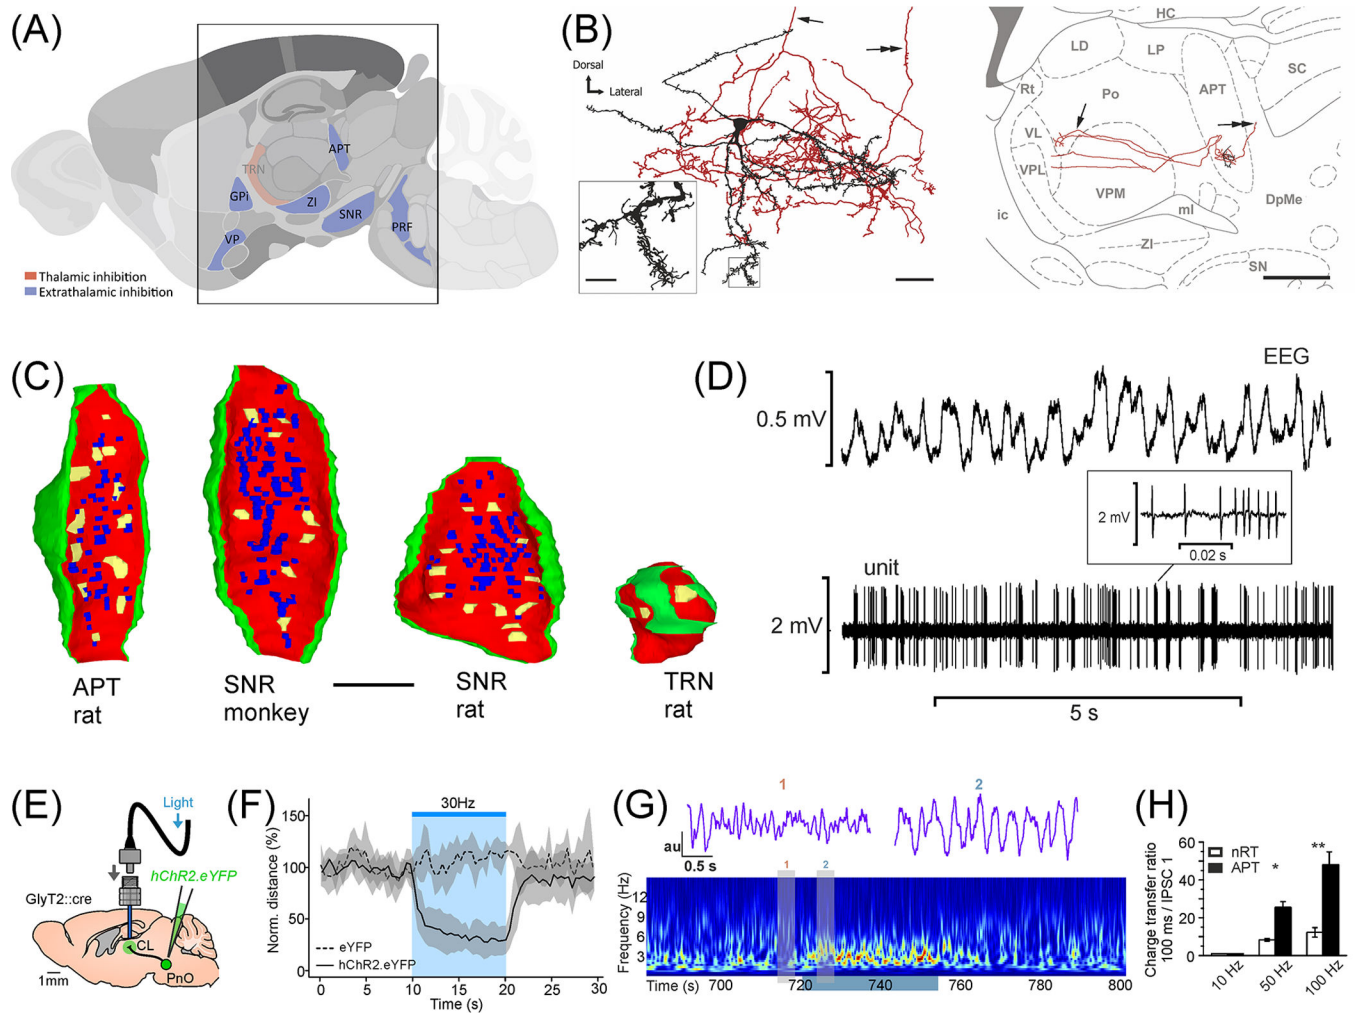 (A)
TRN
APT
GPi
ZI
SNR
PRF
VP
Thalamic inhibition
Extrathalamic inhibition
(B)
Dorsal
Lateral
HC
LD
LP
SC
Rt
Po
APT
VL
VPL
VPM
ml
DpMe
ic
ZI
SN
(C)
APT
rat
SNR
monkey
SNR
rat
TRN
rat
(D)
EEG
0.5 mV
2 mV
0.02 s
unit
2 mV
5 s
(E)
Light
hChR2.eYFP
GlyT2::cre
CL
PnO
1mm
(F)
30Hz
Norm. distance (%)
150
100
50
0
eYFP
hChR2.eYFP
0 5 10 15 20 25 30
Time (s)
(G)
1
2
au
0.5 s
1
2
Frequency (Hz)
12
9
6
3
Time (s) 700 720 740 760 780 800
(H)
Charge transfer ratio
100 ms / IPSC 1
60
40
20
0
nRT
APT
*
**
10 Hz
50 Hz
100 Hz